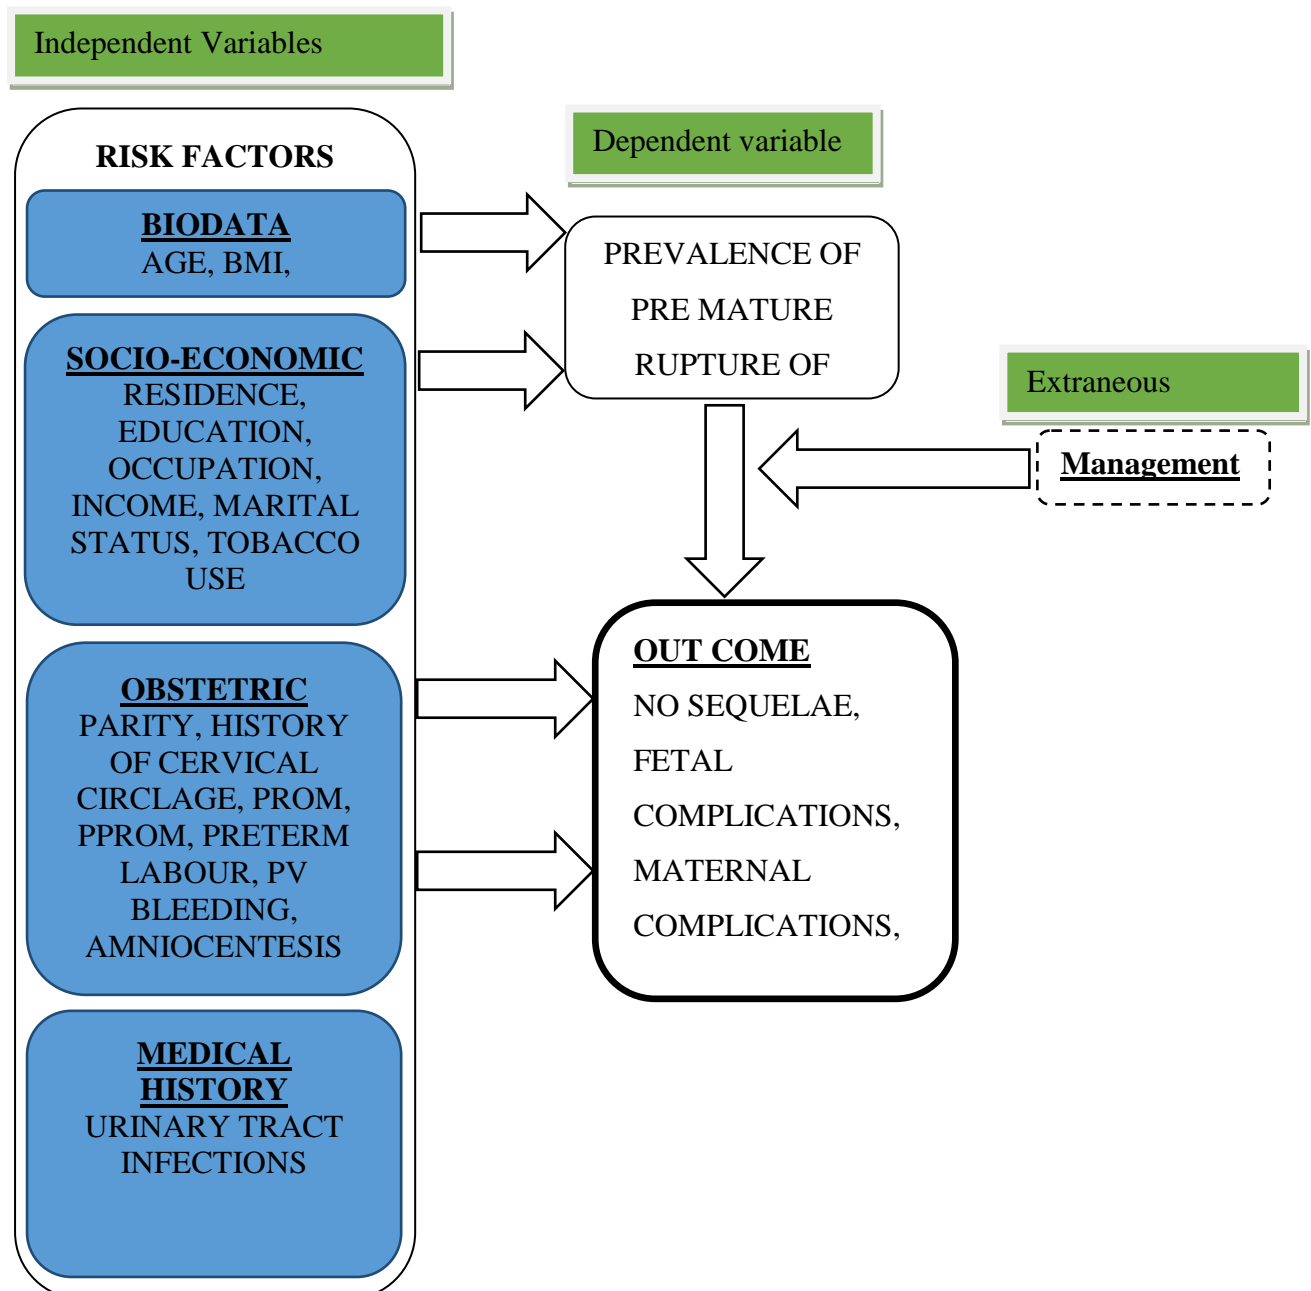 Independent Variables
RISK FACTORS
BIODATA
AGE, BMI,
SOCIO-ECONOMIC
RESIDENCE,
EDUCATION,
OCCUPATION,
INCOME, MARITAL
STATUS, TOBACCO
USE
OBSTETRIC
PARITY, HISTORY
OF CERVICAL
CIRCLAGE, PROM,
PPROM, PRETERM
LABOUR, PV
BLEEDING,
AMNIOCENTESIS
MEDICAL
HISTORY
URINARY TRACT
INFECTIONS
Dependent variable
PREVALENCE OF
PRE MATURE
RUPTURE OF
Extraneous
Management
OUT COME
NO SEQUELAE,
FETAL
COMPLICATIONS,
MATERNAL
COMPLICATIONS,